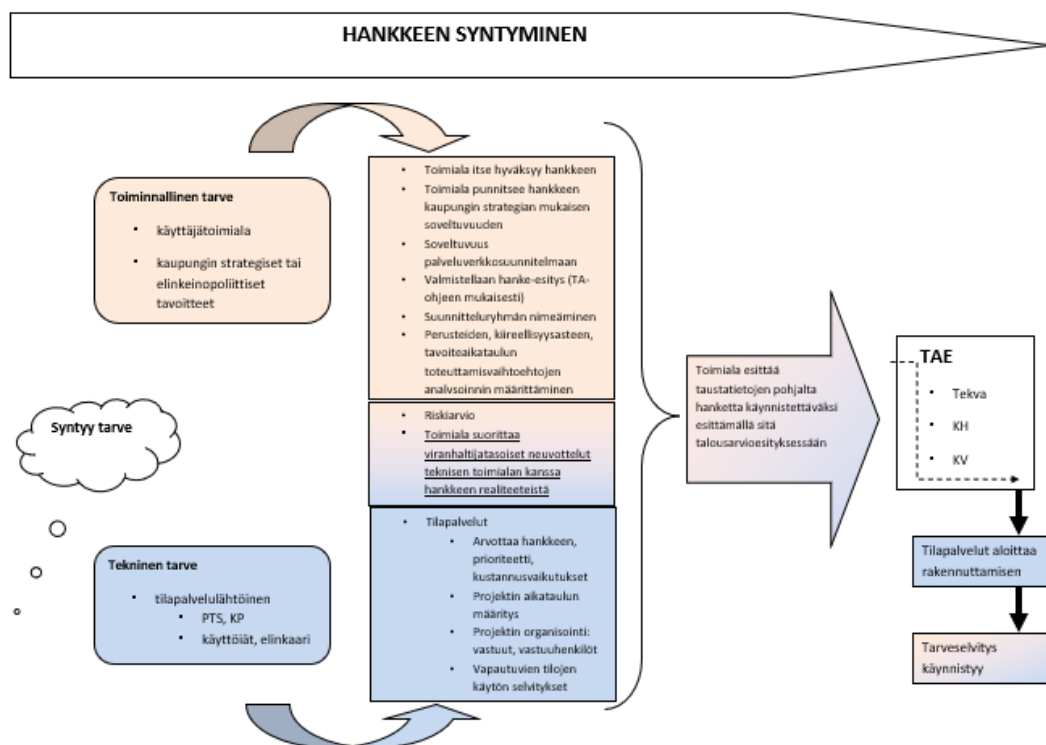 HANKKEEN SYNTYMINEN
Syntyy tarve
Toiminnallinen tarve
▪ käyttäjätoimiala
▪ kaupungin strategiset tai
elinkeinopoliittiset
tavoitteet
Tekninen tarve
▪ tilapalvelulähtöinen
▪ PTS, KP
▪ käyttöiät, elinkaari
• Toimiala itse hyväksyy hankkeen
• Toimiala punnitsee hankkeen
kaupungin strategian mukaisen
soveltuvuuden
• Soveltuvuus
palveluverkkosuunnitelmaan
• Valmistellaan hanke-esitys (TA-
ohjeen mukaisesti)
• Suunnitteluryhmän nimeäminen
• Perusteiden, kiireellisyysasteen,
tavoiteaikataulun
toteuttamisvaihtoehtojen
analysoinnin määrittäminen
• Riskiarvio
• Toimiala suorittaa
viranhaltijatasoiset neuvottelut
teknisen toimialan kanssa
hankkeen realiteeteistä
• Tilapalvelut
• Arvottaa hankkeen,
prioriteetti,
kustannusvaikutukset
• Projektin aikataulun
määritys
• Projektin organisointi:
vastuut, vastuuhenkilöt
• Vapautuvien tilojen
käytön selvitykset
Toimiala esittää
taustatietojen pohjalta
hanketta käynnistettäväksi
esittämällä sitä
talousarvioesityksessään
TAE
▪ Tekva
▪ KH
▪ KV
Tilapalvelut aloittaa
rakennuttamisen
Tarveselvitys
käynnistyy